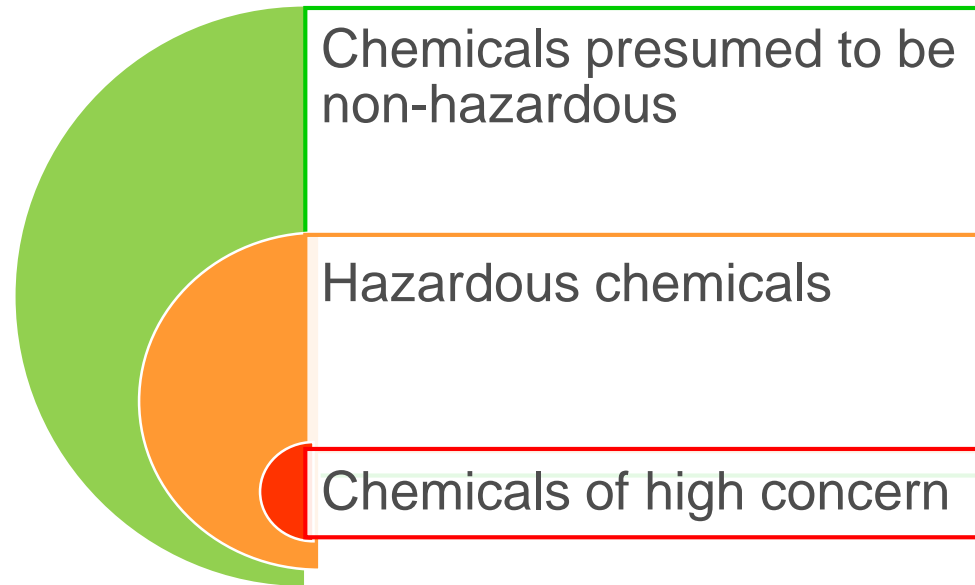 Chemicals presumed to be
non-hazardous
Hazardous chemicals
Chemicals of high concern